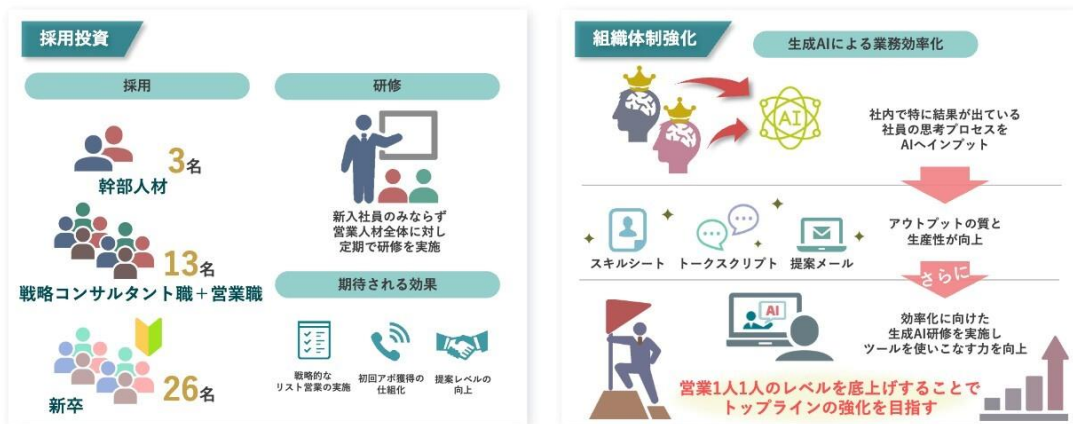 採用投資
採用
3名
幹部人材
13名
戦略コンサルタント職＋営業職
26名
新卒
研修
新入社員のみならず
営業人材全体に対し
定期で研修を実施
期待される効果
戦略的な
リスト営業の実施
初回アポ獲得の
仕組化
提案レベルの
向上
組織体制強化
生成AIによる業務効率化
AI
社内で特に結果が出ている
社員の思考プロセスを
AIへインプット
スキルシート
トークスクリプト
提案メール
アウトプットの質と
生産性が向上
さらに
AI
効率化に向けた
生成AI研修を実施し
ツールを使いこなす力を向上
営業1人1人のレベルを底上げすることで
トップラインの強化を目指す